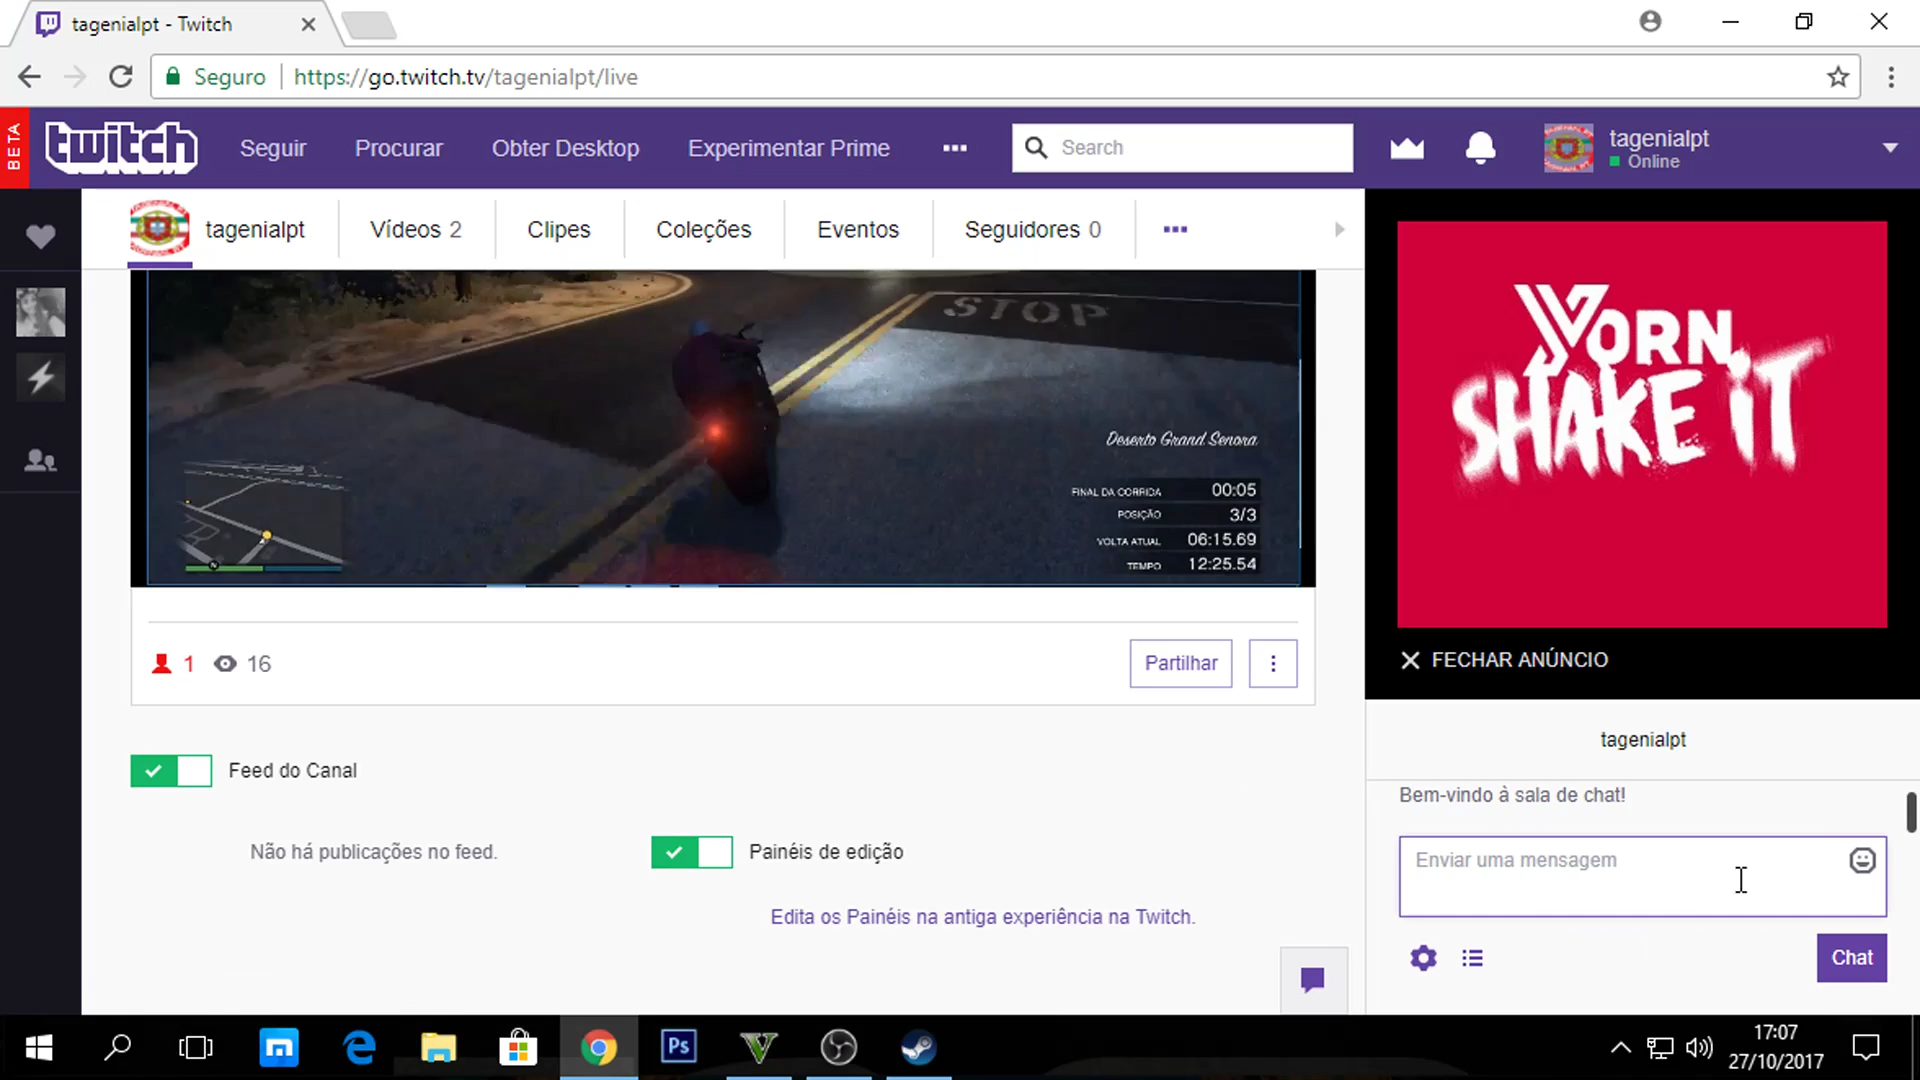 tagenialpt - Twitch
Seguro
https://go.twitch.tv/tagenialpt/live
BETA
twitch
Seguir
Procurar
Obter Desktop
Experimentar Prime
Search
tagenialpt
Online
tagenialpt
Vídeos 2
Clipes
Coleções
Eventos
Seguidores 0
STOP
Deserto Grand Senora
FINAL DA CORRIDA 00:05
POSIÇÃO 3/3
VOLTA ATUAL 06:15.69
TEMPO 12:25.54
1
16
Partilhar
Feed do Canal
Não há publicações no feed.
Painéis de edição
Edita os Painéis na antiga experiência na Twitch.
YORN
SHAKE iT
FECHAR ANÚNCIO
tagenialpt
Bem-vindo à sala de chat!
Enviar uma mensagem
Chat
Ps
17:07
27/10/2017